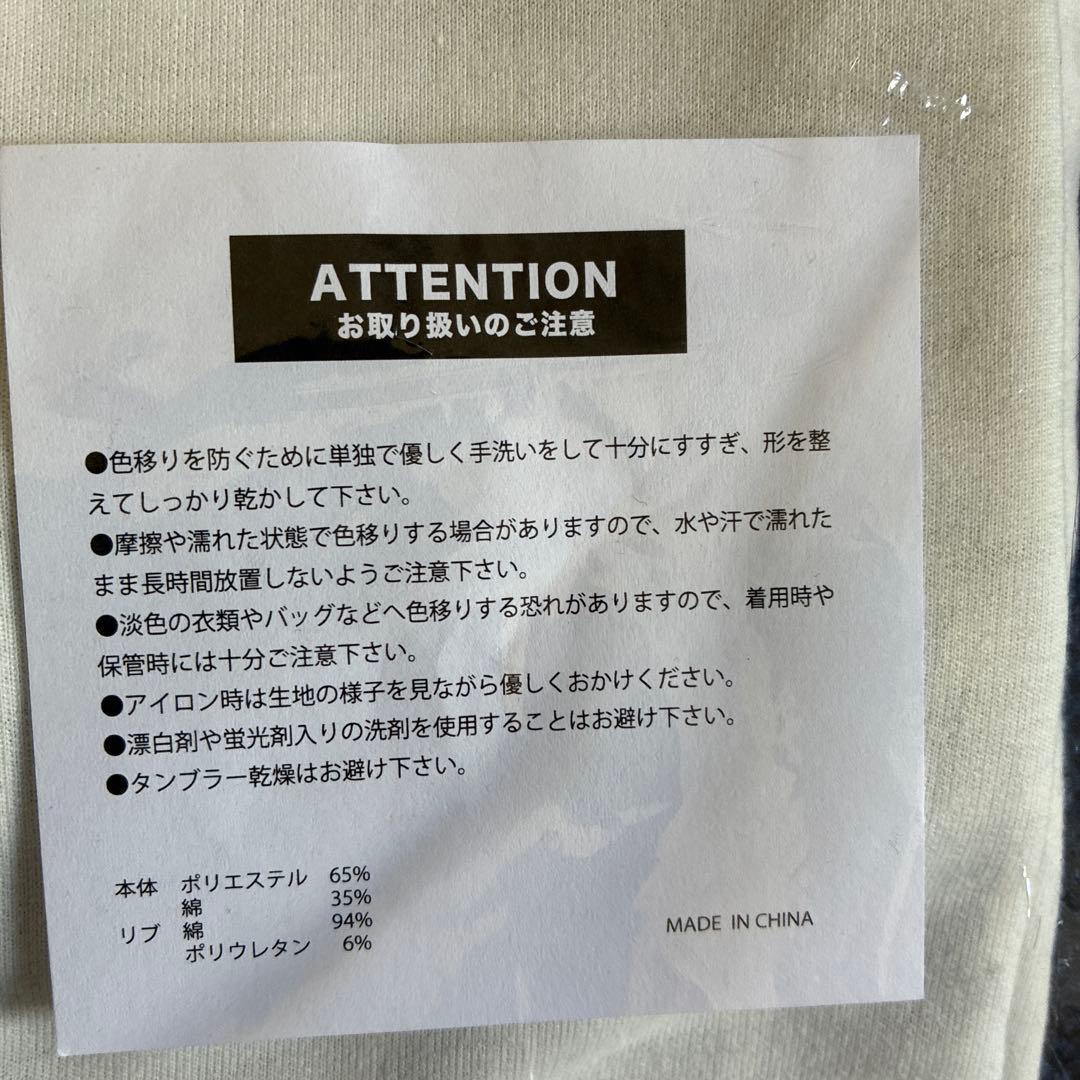 ATTENTION
お取り扱いのご注意
●色移りを防ぐために単独で優しく手洗いをして十分にすすぎ、形を整
えてしっかり乾かして下さい。
●摩擦や濡れた状態で色移りする場合がありますので、水や汗で濡れた
まま長時間放置しないようご注意下さい。
●淡色の衣類やバッグなどへ色移りする恐れがありますので、着用時や
保管時には十分ご注意下さい。
●アイロン時は生地の様子を見ながら優しくおかけください。
●漂白剤や蛍光剤入りの洗剤を使用することはお避け下さい。
●タンブラー乾燥はお避け下さい。
本体 ポリエステル 65%
綿 35%
リブ 綿 94%
ポリウレタン 6%
MADE IN CHINA